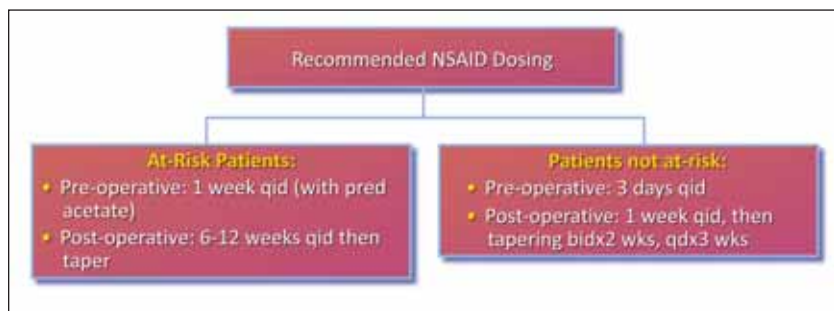 Recommended NSAID Dosing
At-Risk Patients:
• Pre-operative: 1 week qid (with pred
acetate)
• Post-operative: 6-12 weeks qid then
taper
Patients not at-risk:
• Pre-operative: 3 days qid
• Post-operative: 1 week qid, then
tapering bidx2 wks, qdx3 wks